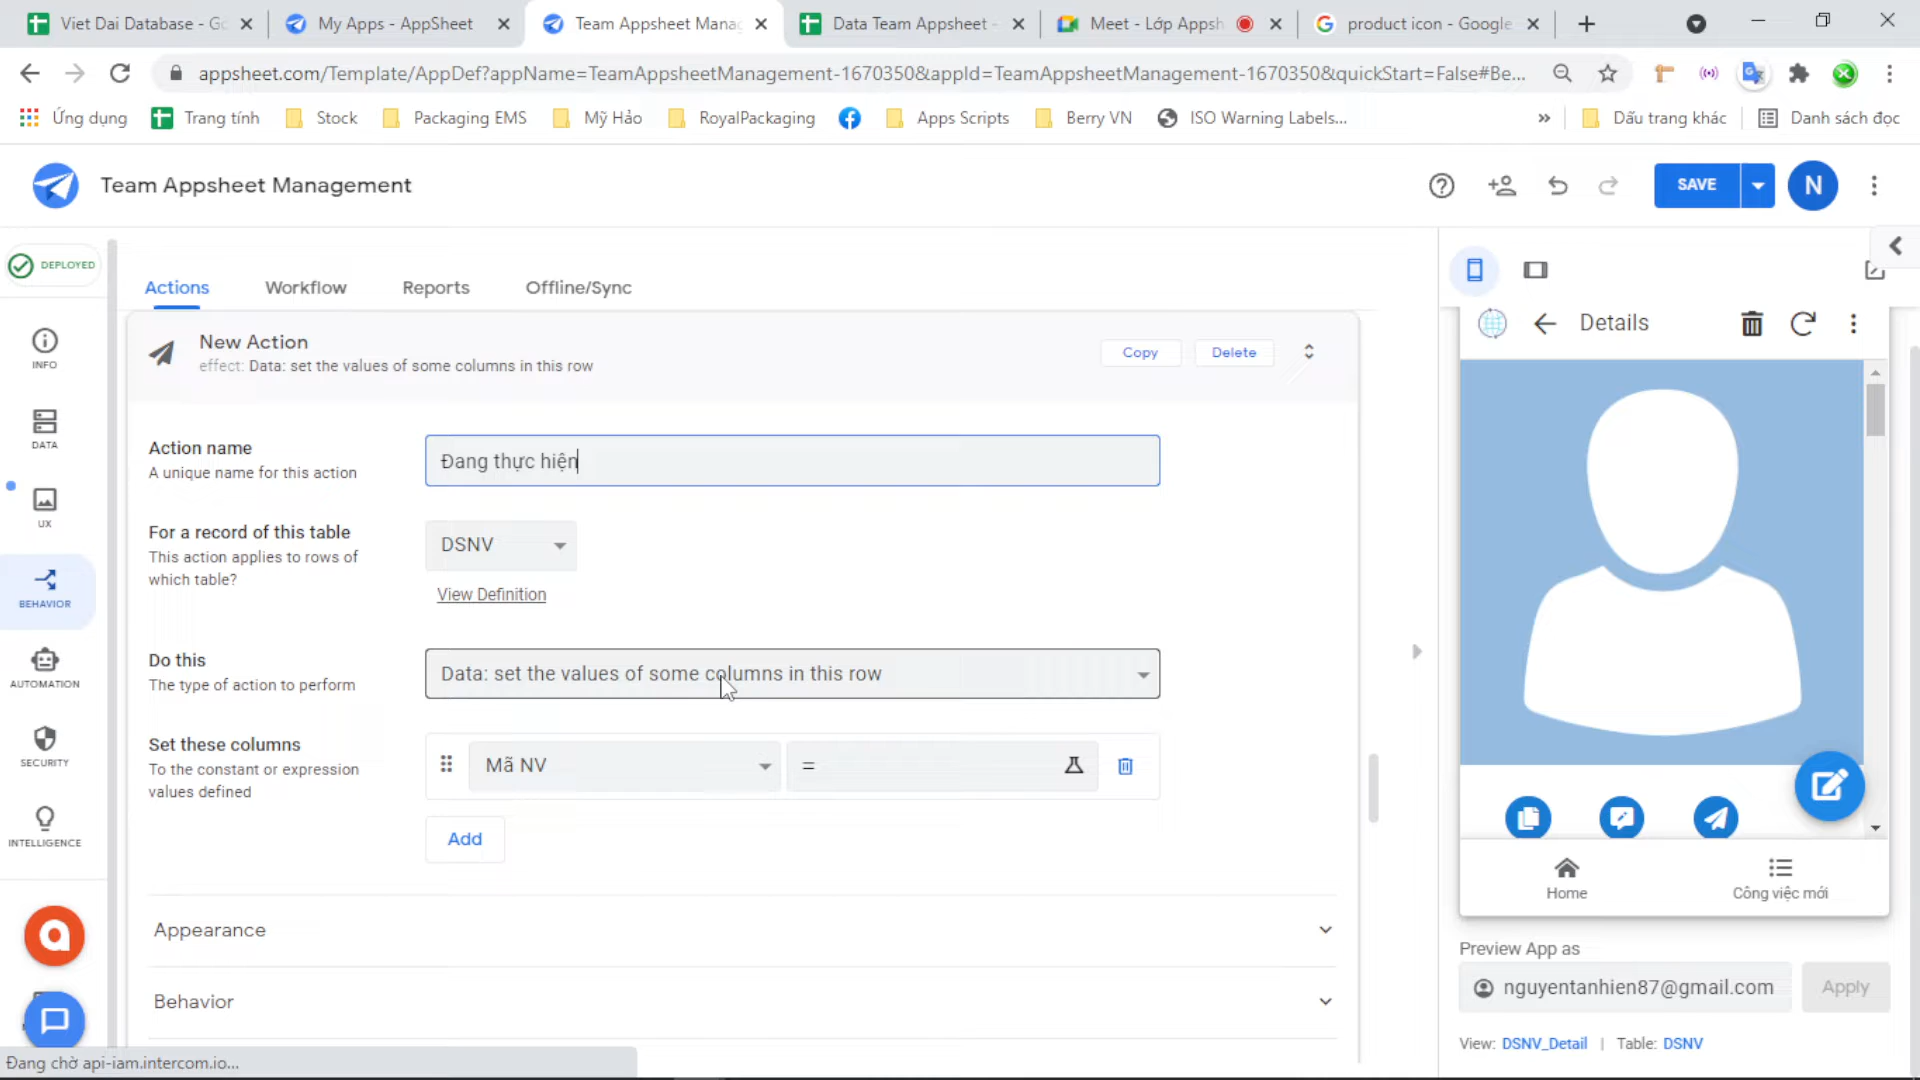 Viet Dai Database - Go
My Apps - AppSheet
Team Appsheet Manag
Data Team Appsheet -
Meet - Lớp Appsh
product icon - Google
appsheet.com/Template/AppDef?appName=TeamAppsheetManagement-1670350&appId=TeamAppsheetManagement-1670350&quickStart=False#Be...
Ứng dụng
Trang tính
Stock
Packaging EMS
Mỹ Hảo
RoyalPackaging
Apps Scripts
Berry VN
ISO Warning Labels...
»
Dấu trang khác
Danh sách đọc
Team Appsheet Management
SAVE
N
DEPLOYED
INFO
DATA
UX
BEHAVIOR
AUTOMATION
SECURITY
INTELLIGENCE
Actions
Workflow
Reports
Offline/Sync
New Action
effect: Data: set the values of some columns in this row
Copy
Delete
Action name
A unique name for this action
Đang thực hiện
For a record of this table
This action applies to rows of
which table?
DSNV
View Definition
Do this
The type of action to perform
Data: set the values of some columns in this row
Set these columns
To the constant or expression
values defined
Mã NV
=
Add
Appearance
Behavior
Details
Home
Công việc mới
Preview App as
nguyentanhien87@gmail.com
Apply
View: DSNV_Detail | Table: DSNV
Đang chờ api-iam.intercom.io...